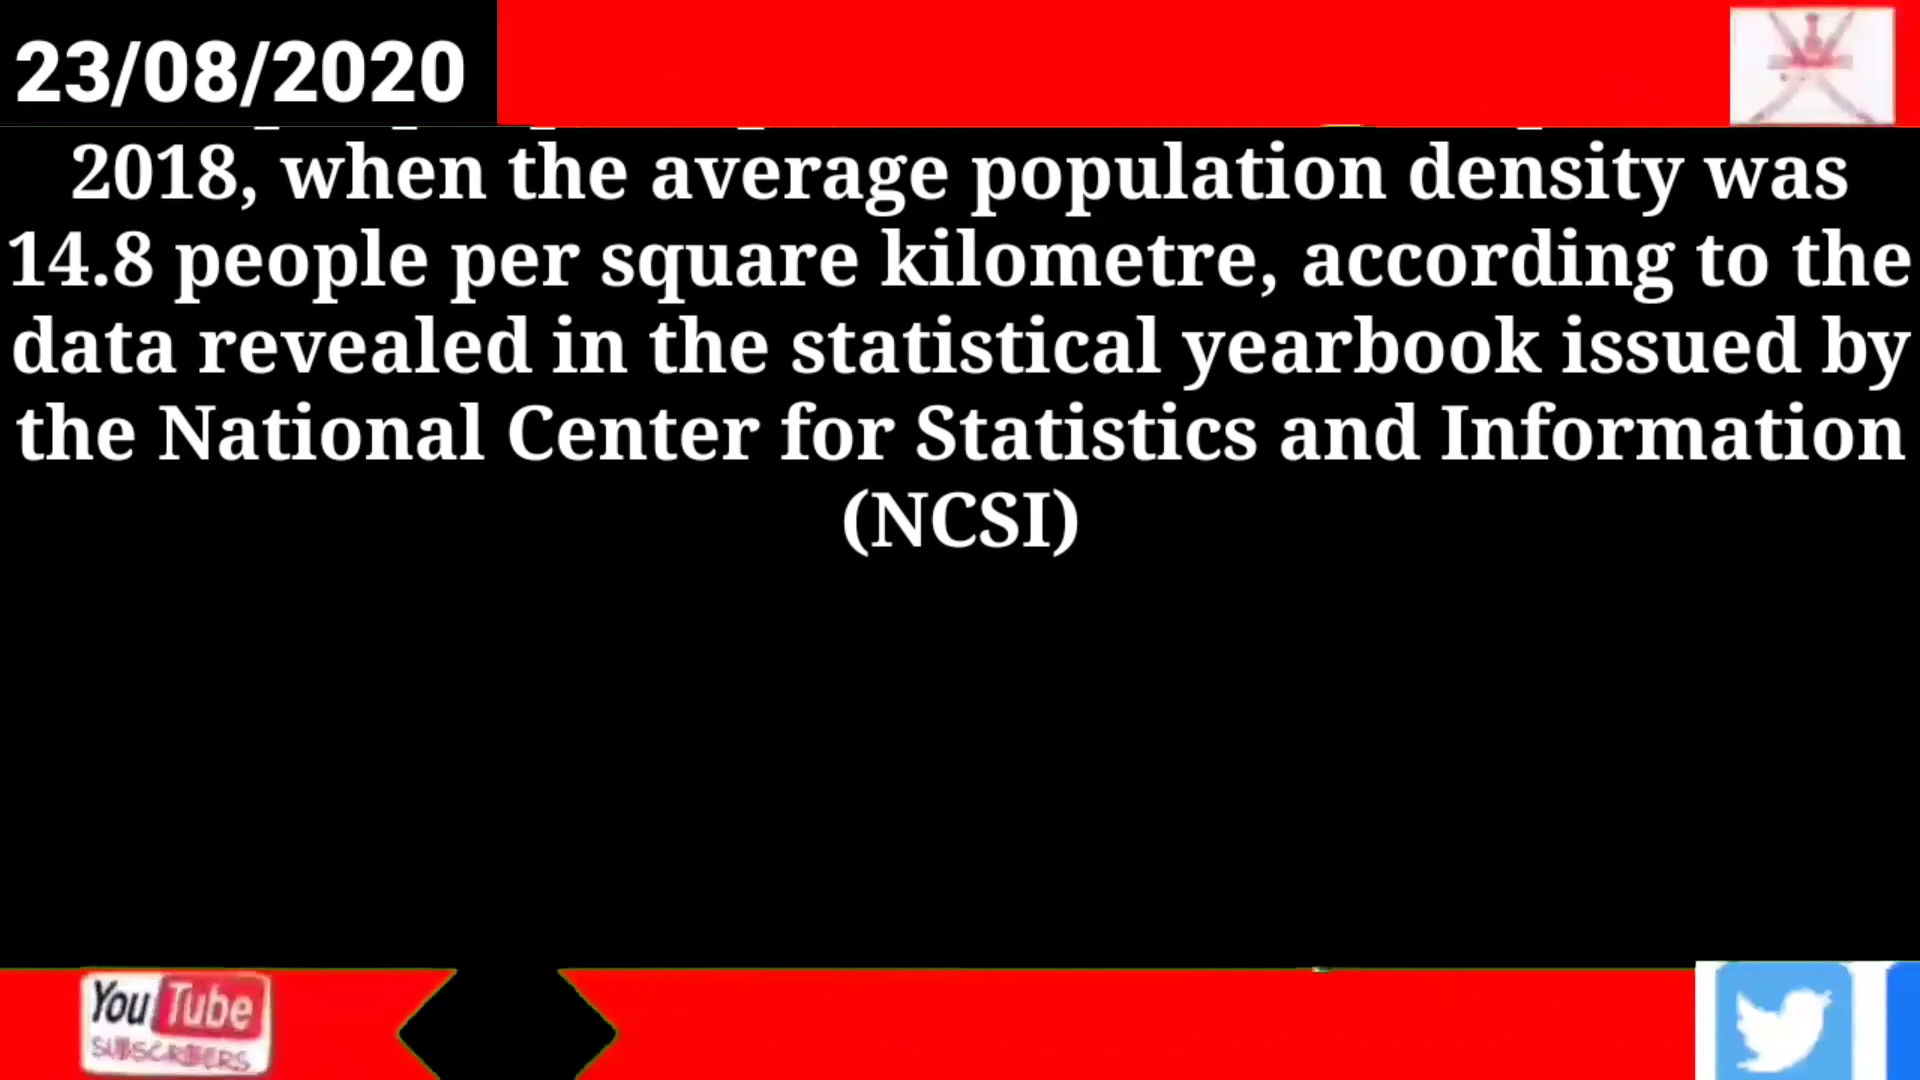 23/08/2020
2018, when the average population density was
14.8 people per square kilometre, according to the
data revealed in the statistical yearbook issued by
the National Center for Statistics and Information
(NCSI)
You Tube
SUBSCRIBERS